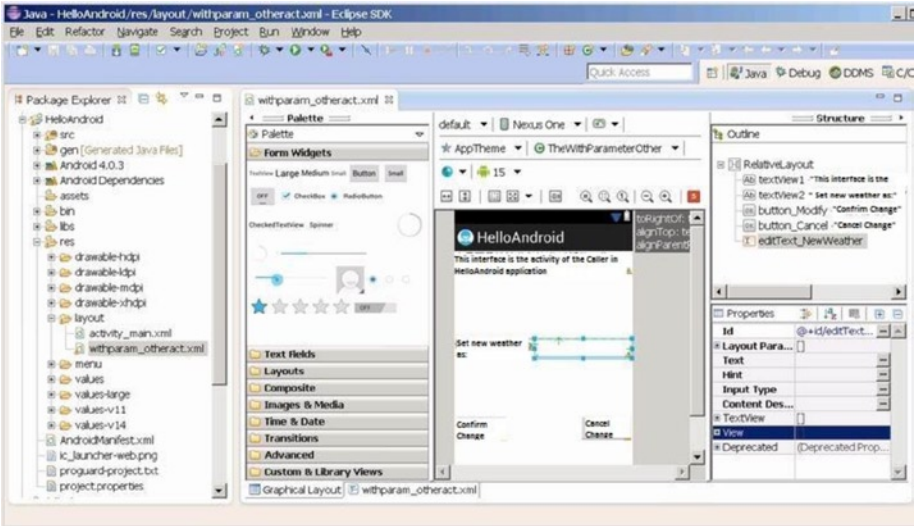 Java - HelloAndroid/res/layout/withparam_otheract.xml - Eclipse SDK
File Edit Refactor Navigate Search Project Run Window Help
Quick Access
Java Debug DDMS C/C
Package Explorer
HelloAndroid
src
gen [Generated Java Files]
Android 4.0.3
Android Dependencies
assets
bin
libs
res
drawable-hdpi
drawable-ldpi
drawable-mdpi
drawable-xhdpi
layout
activity_main.xml
withparam_otheract.xml
menu
values
values-large
values-v11
values-v14
AndroidManifest.xml
ic_launcher-web.png
proguard-project.txt
project.properties
withparam_otheract.xml
Palette
Palette
Form Widgets
TextView Large Medium Small Button Small
OFF CheckBox RadioButton
CheckedTextView Spinner
OFF
Text Fields
Layouts
Composite
Images & Media
Time & Date
Transitions
Advanced
Custom & Library Views
default Nexus One
AppTheme TheWithParameterOther
15
toRightOf: t
alignTop: te
alignParentR
HelloAndroid
This interface is the activity of the Caller in
HelloAndroid application
Set new weather
as:
Confirm
Change
Cancel
Change
Graphical Layout withparam_otheract.xml
Structure
Outline
RelativeLayout
textView1 -"This interface is the
textView2 -" Set new weather as:"
button_Modify -"Confrim Change"
button_Cancel -"Cancel Change"
editText_NewWeather
Properties
Id @+id/editText...
Layout Para... []
Text
Hint
Input Type
Content Des...
TextView []
View
Deprecated (Deprecated Prop...